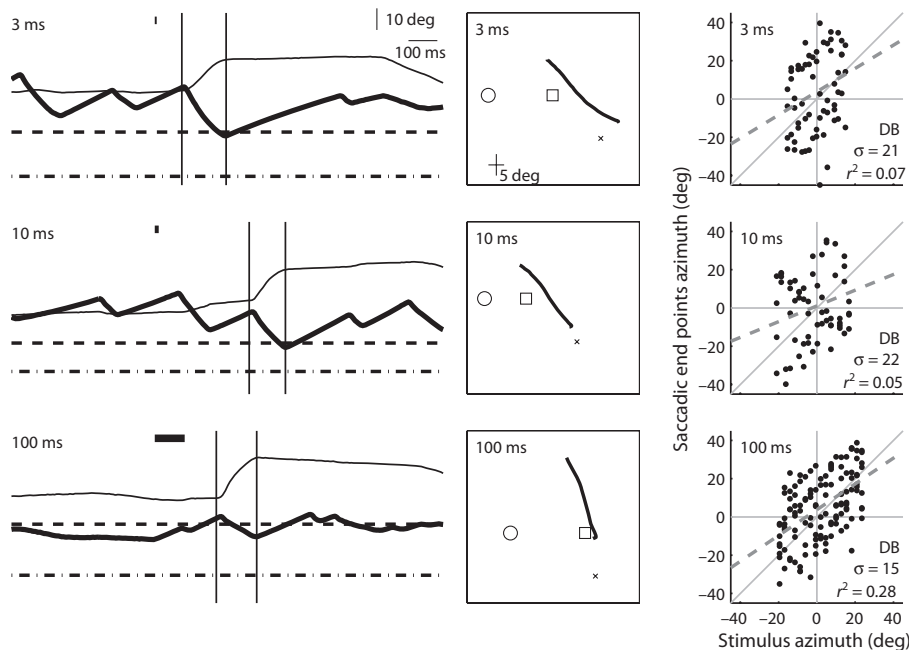 3 ms
10 deg
100 ms
3 ms
5 deg
3 ms
40
20
0
−20
−40
DB
σ = 21
r² = 0.07
10 ms
10 ms
10 ms
40
20
0
−20
−40
DB
σ = 22
r² = 0.05
100 ms
100 ms
100 ms
40
20
0
−20
−40
DB
σ = 15
r² = 0.28
−40 −20 0 20 40
Stimulus azimuth (deg)
Saccadic end points azimuth (deg)